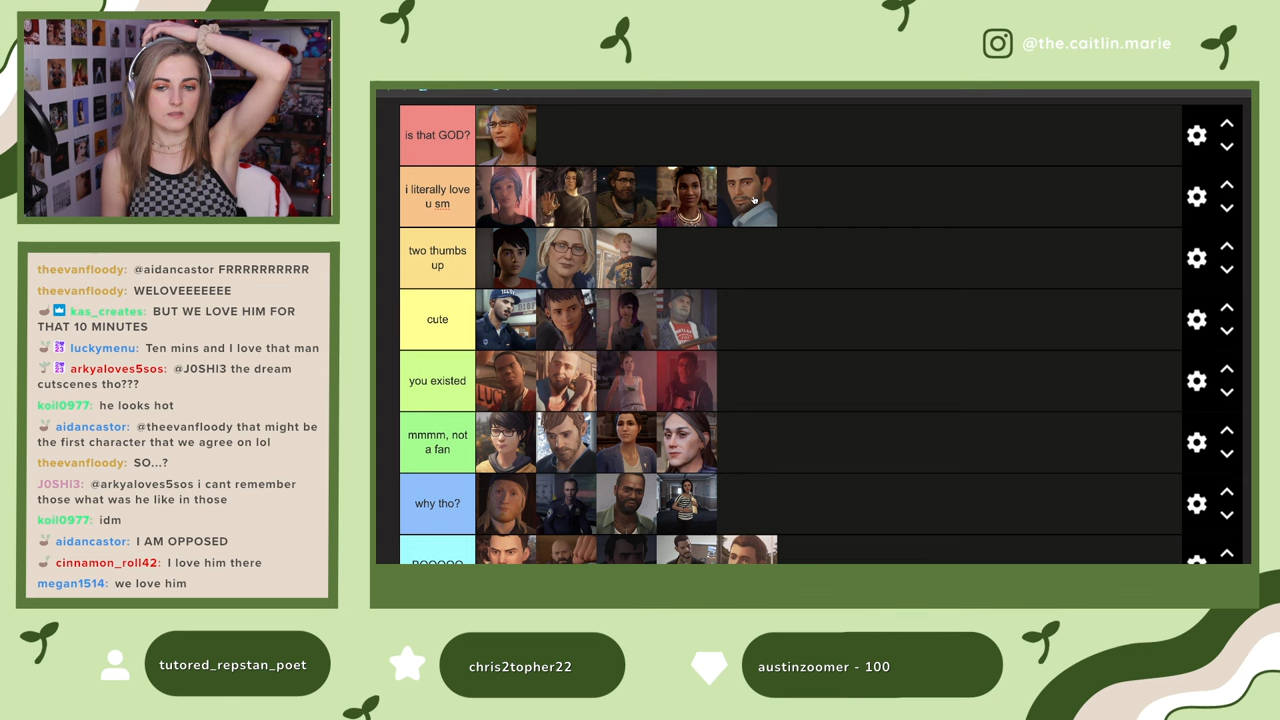 @the.caitlin.marie
is that GOD?
i literally love
u sm
two thumbs
up
cute
you existed
mmmm, not
a fan
why tho?
theevanfloody: @aidancastor FRRRRRRRRRR
theevanfloody: WELOVEEEEEE
kas_creates: BUT WE LOVE HIM FOR
THAT 10 MINUTES
luckymenu: Ten mins and I love that man
arkyaloves5sos: @J0SHI3 the dream
cutscenes tho???
koil0977: he looks hot
aidancastor: @theevanfloody that might be
the first character that we agree on lol
theevanfloody: SO...?
J0SHI3: @arkyaloves5sos i cant remember
those what was he like in those
koil0977: idm
aidancastor: I AM OPPOSED
cinnamon_roll42: I love him there
megan1514: we love him
tutored_repstan_poet
chris2topher22
austinzoomer - 100